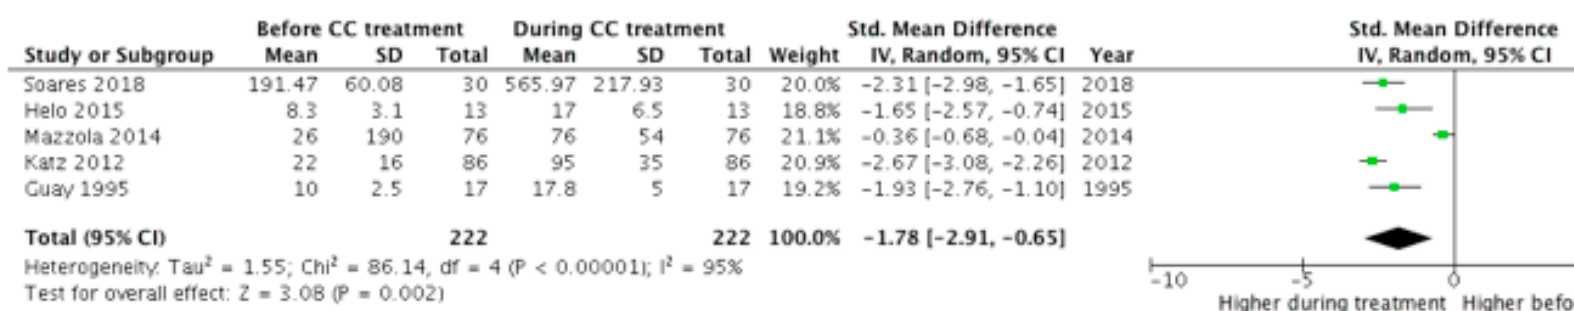 Before CC treatment During CC treatment Std. Mean Difference Std. Mean Difference
Study or Subgroup Mean SD Total Mean SD Total Weight IV, Random, 95% CI Year IV, Random, 95% CI
Soares 2018 191.47 60.08 30 565.97 217.93 30 20.0% -2.31 [-2.98, -1.65] 2018
Helo 2015 8.3 3.1 13 17 6.5 13 18.8% -1.65 [-2.57, -0.74] 2015
Mazzola 2014 26 190 76 76 54 76 21.1% -0.36 [-0.68, -0.04] 2014
Katz 2012 22 16 86 95 35 86 20.9% -2.67 [-3.08, -2.26] 2012
Guay 1995 10 2.5 17 17.8 5 17 19.2% -1.93 [-2.76, -1.10] 1995
Total (95% CI) 222 222 100.0% -1.78 [-2.91, -0.65]
Heterogeneity: Tau² = 1.55; Chi² = 86.14, df = 4 (P < 0.00001); I² = 95%
Test for overall effect: Z = 3.08 (P = 0.002)
-10 -5 0
Higher during treatment Higher befo